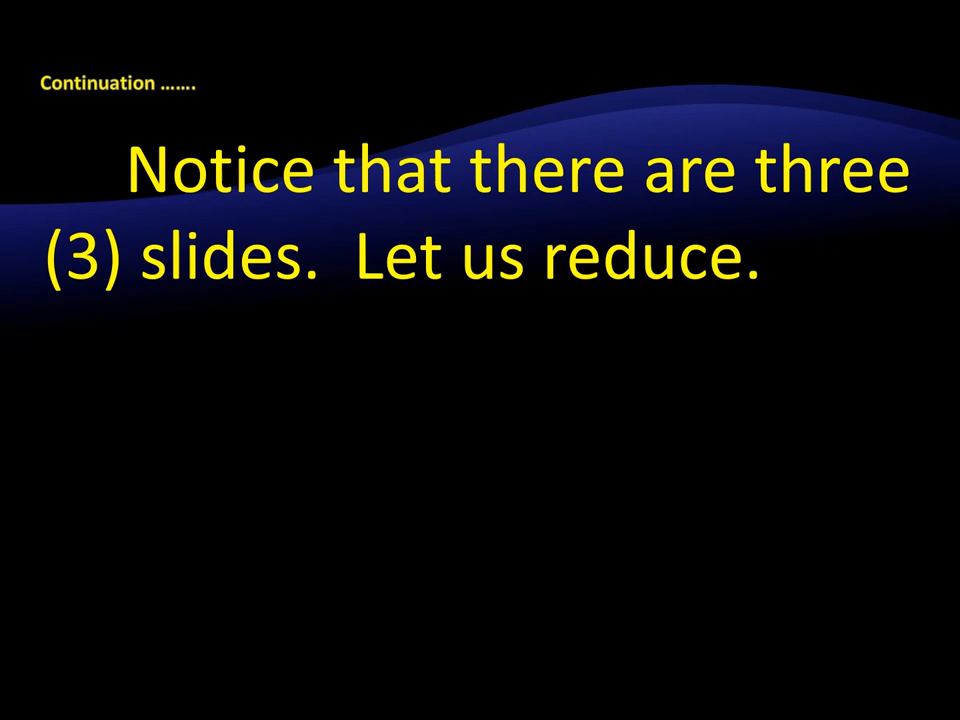 Continuation …….
Notice that there are three
(3) slides.  Let us reduce.